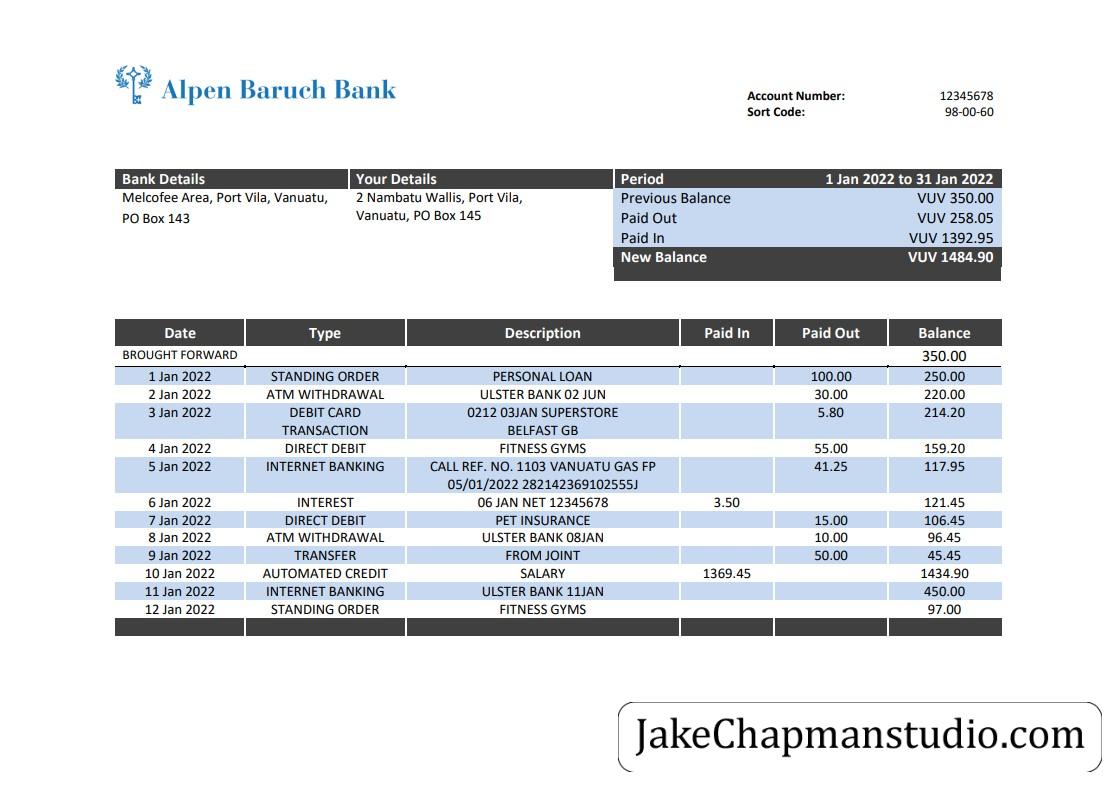 Alpen Baruch Bank
Account Number: 12345678
Sort Code: 98-00-60
Bank Details Your Details Period 1 Jan 2022 to 31 Jan 2022
Melcofee Area, Port Vila, Vanuatu, 2 Nambatu Wallis, Port Vila, Previous Balance VUV 350.00
PO Box 143 Vanuatu, PO Box 145 Paid Out VUV 258.05
Paid In VUV 1392.95
New Balance VUV 1484.90
Date Type Description Paid In Paid Out Balance
BROUGHT FORWARD 350.00
1 Jan 2022 STANDING ORDER PERSONAL LOAN 100.00 250.00
2 Jan 2022 ATM WITHDRAWAL ULSTER BANK 02 JUN 30.00 220.00
3 Jan 2022 DEBIT CARD 0212 03JAN SUPERSTORE 5.80 214.20
TRANSACTION BELFAST GB
4 Jan 2022 DIRECT DEBIT FITNESS GYMS 55.00 159.20
5 Jan 2022 INTERNET BANKING CALL REF. NO. 1103 VANUATU GAS FP 41.25 117.95
05/01/2022 282142369102555J
6 Jan 2022 INTEREST 06 JAN NET 12345678 3.50 121.45
7 Jan 2022 DIRECT DEBIT PET INSURANCE 15.00 106.45
8 Jan 2022 ATM WITHDRAWAL ULSTER BANK 08JAN 10.00 96.45
9 Jan 2022 TRANSFER FROM JOINT 50.00 45.45
10 Jan 2022 AUTOMATED CREDIT SALARY 1369.45 1434.90
11 Jan 2022 INTERNET BANKING ULSTER BANK 11JAN 450.00
12 Jan 2022 STANDING ORDER FITNESS GYMS 97.00
JakeChapmanstudio.com